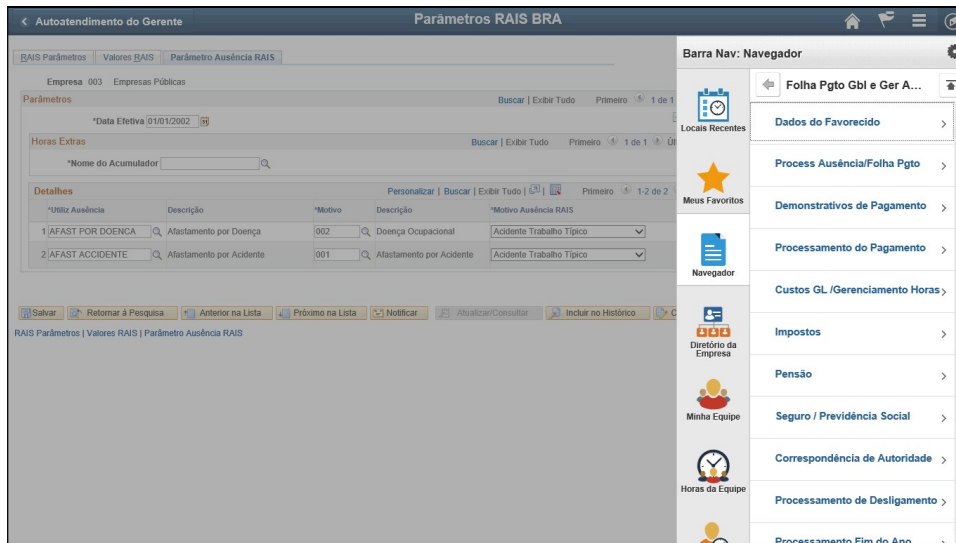 Autoatendimento do Gerente
Parâmetros RAIS BRA
RAIS Parâmetros
Valores RAIS
Parâmetro Ausência RAIS
Empresa 003 Empresas Públicas
Parâmetros
Buscar | Exibir Tudo Primeiro 1 de 1
*Data Efetiva 01/01/2002
Horas Extras
Buscar | Exibir Tudo Primeiro 1 de 1
*Nome do Acumulador
Detalhes
Personalizar | Buscar | Exibir Tudo | Primeiro 1-2 de 2
*Utiliz Ausência Descrição *Motivo Descrição *Motivo Ausência RAIS
1 AFAST POR DOENCA Afastamento por Doença 002 Doença Ocupacional Acidente Trabalho Típico
2 AFAST ACCIDENTE Afastamento por Acidente 001 Afastamento por Acidente Acidente Trabalho Típico
Salvar Retornar à Pesquisa Anterior na Lista Próximo na Lista Notificar Atualizar/Consultar Incluir no Histórico
RAIS Parâmetros | Valores RAIS | Parâmetro Ausência RAIS
Barra Nav: Navegador
Locais Recentes
Meus Favoritos
Navegador
Diretório da
Empresa
Minha Equipe
Horas da Equipe
Folha Pgto Gbl e Ger A...
Dados do Favorecido
Process Ausência/Folha Pgto
Demonstrativos de Pagamento
Processamento do Pagamento
Custos GL /Gerenciamento Horas
Impostos
Pensão
Seguro / Previdência Social
Correspondência de Autoridade
Processamento de Desligamento
Processamento Fim do Ano